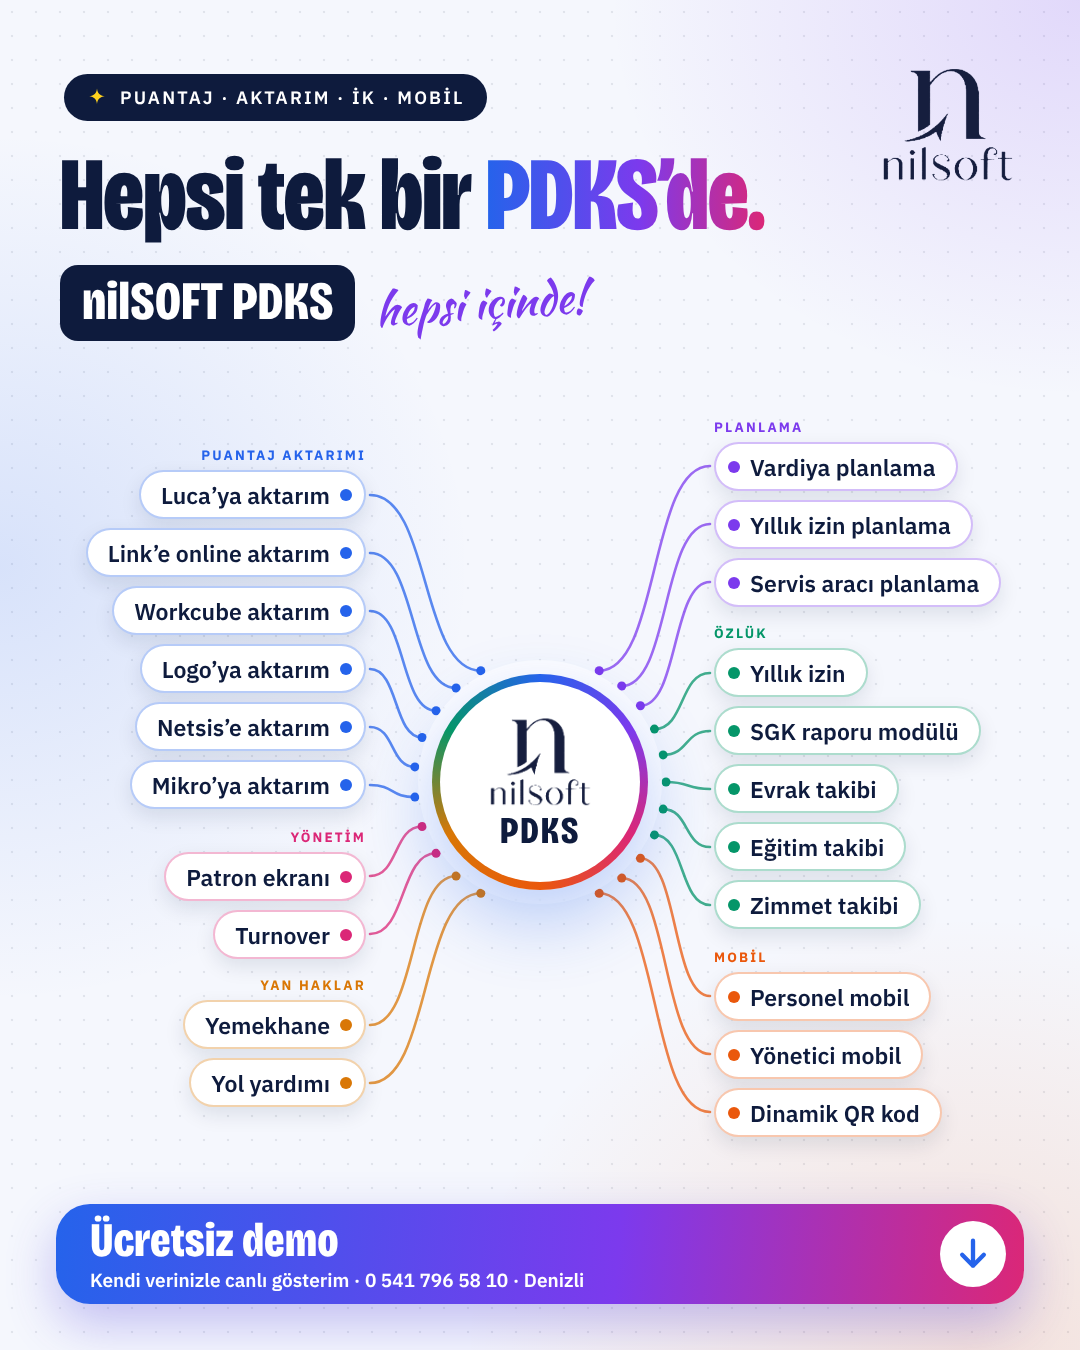 ✦ PUANTAJ · AKTARIM · İK · MOBİL
nilsoft
Hepsi tek bir PDKS’de.
nilSOFT PDKS
hepsi içinde!
PUANTAJ AKTARIMI
Luca’ya aktarım
Link’e online aktarım
Workcube aktarım
Logo’ya aktarım
Netsis’e aktarım
Mikro’ya aktarım
YÖNETİM
Patron ekranı
Turnover
YAN HAKLAR
Yemekhane
Yol yardımı
nilsoft
PDKS
PLANLAMA
Vardiya planlama
Yıllık izin planlama
Servis aracı planlama
ÖZLÜK
Yıllık izin
SGK raporu modülü
Evrak takibi
Eğitim takibi
Zimmet takibi
MOBİL
Personel mobil
Yönetici mobil
Dinamik QR kod
Ücretsiz demo
Kendi verinizle canlı gösterim · 0 541 796 58 10 · Denizli